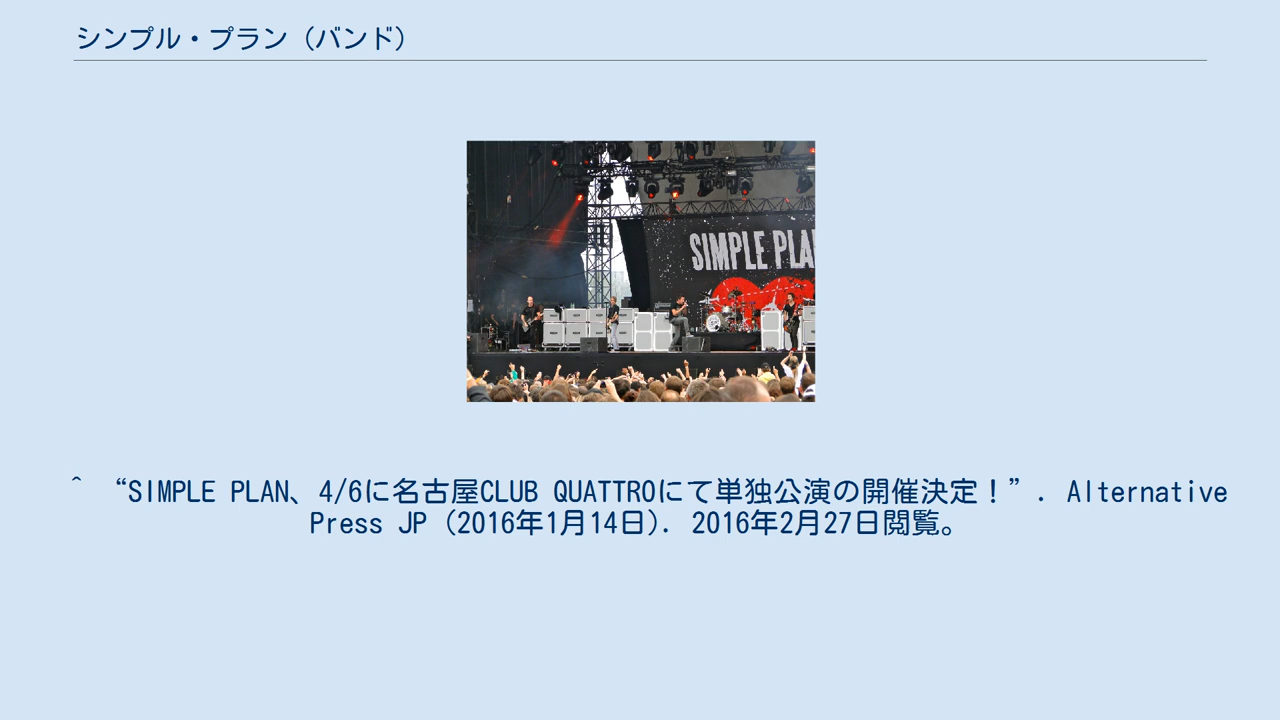 シンプル・プラン（バンド）
SIMPLE PLA
^ “SIMPLE PLAN、4/6に名古屋CLUB QUATTROにて単独公演の開催決定！”. Alternative
Press JP (2016年1月14日). 2016年2月27日閲覧。